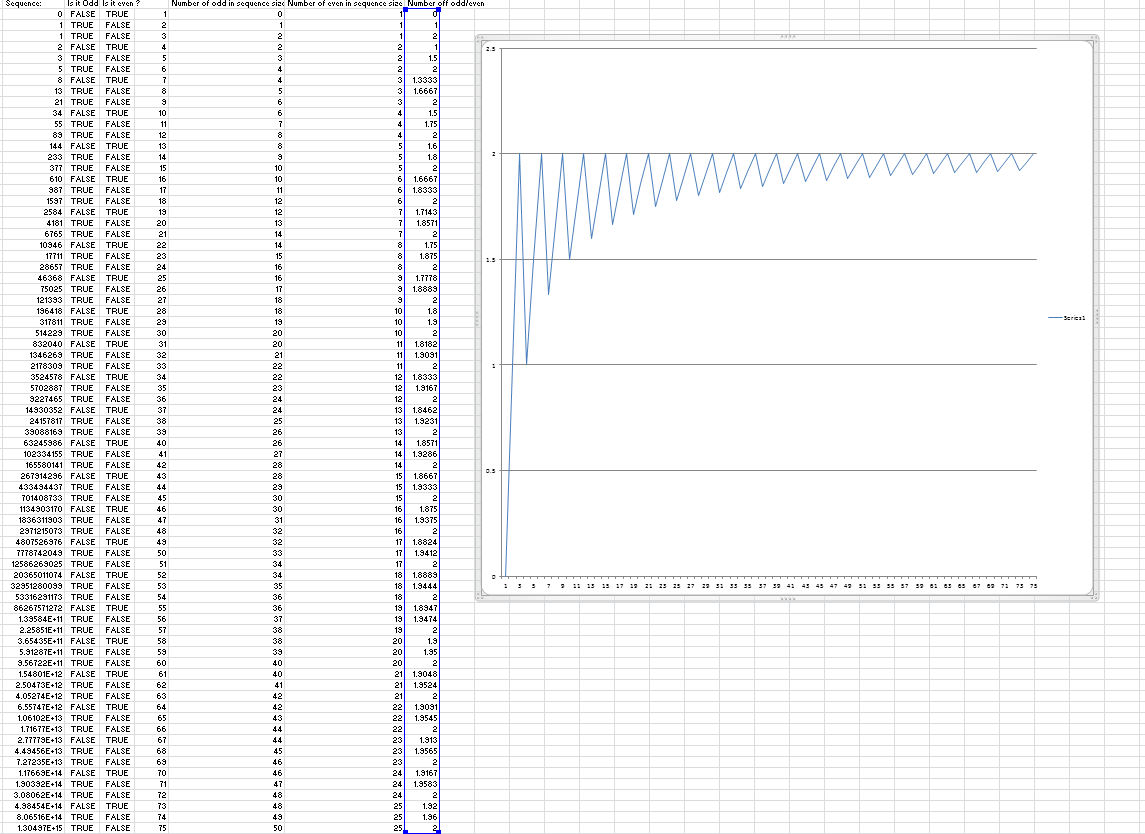 Sequence: Is it Odd Is it even ? Number of odd in sequence size Number of even in sequence size Number off odd/even
0 FALSE TRUE 1 0 1 0
1 TRUE FALSE 2 1 1 1
1 TRUE FALSE 3 2 1 2
2 FALSE TRUE 4 2 2 1
3 TRUE FALSE 5 3 2 1.5
5 TRUE FALSE 6 4 2 2
8 FALSE TRUE 7 4 3 1.3333
13 TRUE FALSE 8 5 3 1.6667
21 TRUE FALSE 9 6 3 2
34 FALSE TRUE 10 6 4 1.5
55 TRUE FALSE 11 7 4 1.75
89 TRUE FALSE 12 8 4 2
144 FALSE TRUE 13 8 5 1.6
233 TRUE FALSE 14 9 5 1.8
377 TRUE FALSE 15 10 5 2
610 FALSE TRUE 16 10 6 1.6667
987 TRUE FALSE 17 11 6 1.8333
1597 TRUE FALSE 18 12 6 2
2584 FALSE TRUE 19 12 7 1.7143
4181 TRUE FALSE 20 13 7 1.8571
6765 TRUE FALSE 21 14 7 2
10946 FALSE TRUE 22 14 8 1.75
17711 TRUE FALSE 23 15 8 1.875
28657 TRUE FALSE 24 16 8 2
46368 FALSE TRUE 25 16 9 1.7778
75025 TRUE FALSE 26 17 9 1.8889
121393 TRUE FALSE 27 18 9 2
196418 FALSE TRUE 28 18 10 1.8
317811 TRUE FALSE 29 19 10 1.9
514229 TRUE FALSE 30 20 10 2
832040 FALSE TRUE 31 20 11 1.8182
1346269 TRUE FALSE 32 21 11 1.9091
2178309 TRUE FALSE 33 22 11 2
3524578 FALSE TRUE 34 22 12 1.8333
5702887 TRUE FALSE 35 23 12 1.9167
9227465 TRUE FALSE 36 24 12 2
14930352 FALSE TRUE 37 24 13 1.8462
24157817 TRUE FALSE 38 25 13 1.9231
39088169 TRUE FALSE 39 26 13 2
63245986 FALSE TRUE 40 26 14 1.8571
102334155 TRUE FALSE 41 27 14 1.9286
165580141 TRUE FALSE 42 28 14 2
267914296 FALSE TRUE 43 28 15 1.8667
433494437 TRUE FALSE 44 29 15 1.9333
701408733 TRUE FALSE 45 30 15 2
1134903170 FALSE TRUE 46 30 16 1.875
1836311903 TRUE FALSE 47 31 16 1.9375
2971215073 TRUE FALSE 48 32 16 2
4807526976 FALSE TRUE 49 32 17 1.8824
7778742049 TRUE FALSE 50 33 17 1.9412
12586269025 TRUE FALSE 51 34 17 2
20365011074 FALSE TRUE 52 34 18 1.8889
32951280099 TRUE FALSE 53 35 18 1.9444
53316291173 TRUE FALSE 54 36 18 2
86267571272 FALSE TRUE 55 36 19 1.8947
1.39584E+11 TRUE FALSE 56 37 19 1.9474
2.25851E+11 TRUE FALSE 57 38 19 2
3.65435E+11 FALSE TRUE 58 38 20 1.9
5.91287E+11 TRUE FALSE 59 39 20 1.95
9.56722E+11 TRUE FALSE 60 40 20 2
1.54801E+12 FALSE TRUE 61 40 21 1.9048
2.50473E+12 TRUE FALSE 62 41 21 1.9524
4.05274E+12 TRUE FALSE 63 42 21 2
6.55747E+12 FALSE TRUE 64 42 22 1.9091
1.06102E+13 TRUE FALSE 65 43 22 1.9545
1.71677E+13 TRUE FALSE 66 44 22 2
2.77779E+13 FALSE TRUE 67 44 23 1.913
4.49456E+13 TRUE FALSE 68 45 23 1.9565
7.27235E+13 TRUE FALSE 69 46 23 2
1.17669E+14 FALSE TRUE 70 46 24 1.9167
1.90392E+14 TRUE FALSE 71 47 24 1.9583
3.08062E+14 TRUE FALSE 72 48 24 2
4.98454E+14 FALSE TRUE 73 48 25 1.92
8.06516E+14 TRUE FALSE 74 49 25 1.96
1.30497E+15 TRUE FALSE 75 50 25 2
2.5
2
1.5
1
0.5
0
1 3 5 7 9 11 13 15 17 19 21 23 25 27 29 31 33 35 37 39 41 43 45 47 49 51 53 55 57 59 61 63 65 67 69 71 73 75
Series1